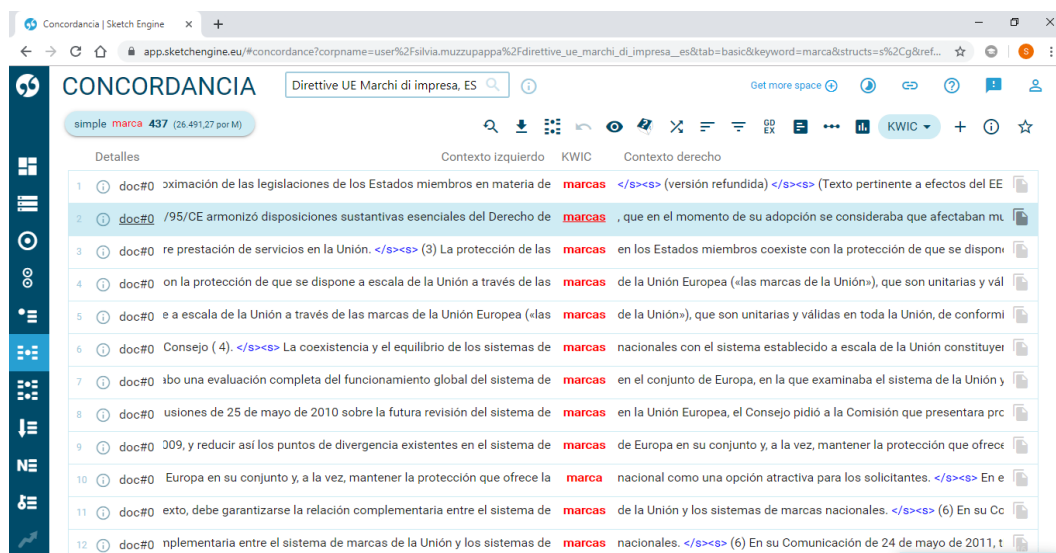 Concordancia | Sketch Engine
app.sketchengine.eu/#concordance?corpname=user%2Fsilvia.muzzupappa%2Fdirettive_ue_marchi_di_impresa__es&tab=basic&keyword=marca&structs=s%2Cg&ref...
S
CONCORDANCIA
Direttive UE Marchi di impresa, ES
Get more space
simple marca 437 (26.491,27 por M)
GD EX
KWIC
Detalles Contexto izquierdo KWIC Contexto derecho
1 doc#0 oximación de las legislaciones de los Estados miembros en materia de marcas </s><s> (versión refundida) </s><s> (Texto pertinente a efectos del EE
2 doc#0 /95/CE armonizó disposiciones sustantivas esenciales del Derecho de marcas , que en el momento de su adopción se consideraba que afectaban mu
3 doc#0 re prestación de servicios en la Unión. </s><s> (3) La protección de las marcas en los Estados miembros coexiste con la protección de que se dispon
4 doc#0 on la protección de que se dispone a escala de la Unión a través de las marcas de la Unión Europea («las marcas de la Unión»), que son unitarias y vál
5 doc#0 e a escala de la Unión a través de las marcas de la Unión Europea («las marcas de la Unión»), que son unitarias y válidas en toda la Unión, de conformi
6 doc#0 Consejo ( 4). </s><s> La coexistencia y el equilibrio de los sistemas de marcas nacionales con el sistema establecido a escala de la Unión constituyer
7 doc#0 abo una evaluación completa del funcionamiento global del sistema de marcas en el conjunto de Europa, en la que examinaba el sistema de la Unión y
8 doc#0 usiones de 25 de mayo de 2010 sobre la futura revisión del sistema de marcas en la Unión Europea, el Consejo pidió a la Comisión que presentara pro
9 doc#0 009, y reducir así los puntos de divergencia existentes en el sistema de marcas de Europa en su conjunto y, a la vez, mantener la protección que ofrece
10 doc#0 Europa en su conjunto y, a la vez, mantener la protección que ofrece la marca nacional como una opción atractiva para los solicitantes. </s><s> En e
11 doc#0 exto, debe garantizarse la relación complementaria entre el sistema de marcas de la Unión y los sistemas de marcas nacionales. </s><s> (6) En su Co
12 doc#0 mplementaria entre el sistema de marcas de la Unión y los sistemas de marcas nacionales. </s><s> (6) En su Comunicación de 24 de mayo de 2011, t